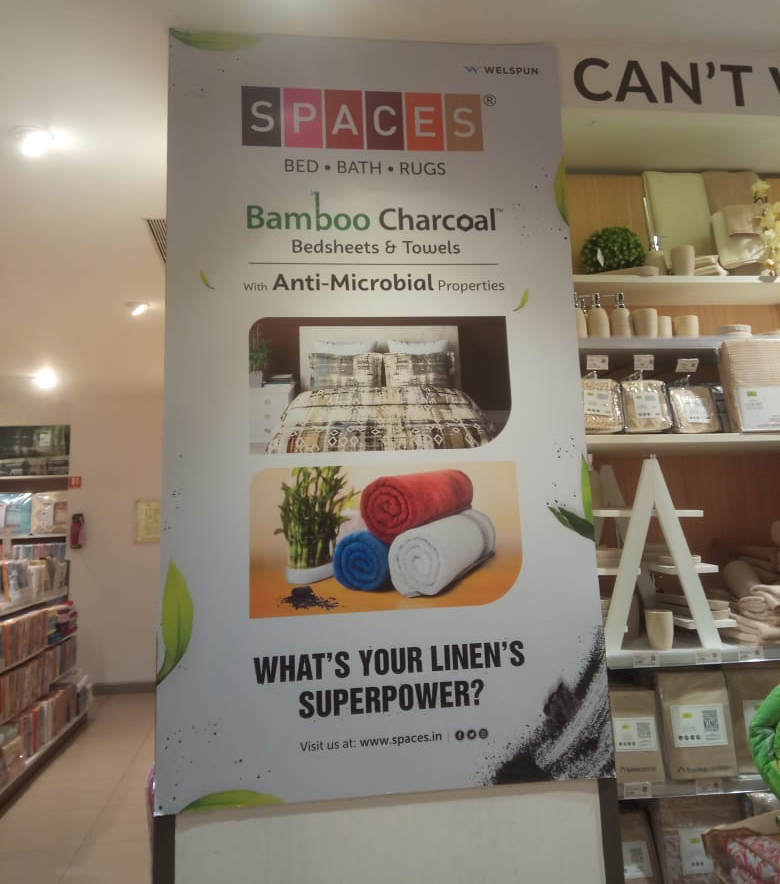 WELSPUN
SPACES®
BED • BATH • RUGS
Bamboo Charcoal™
Bedsheets & Towels
With Anti-Microbial Properties
WHAT'S YOUR LINEN'S
SUPERPOWER?
Visit us at: www.spaces.in
CAN'T
KING